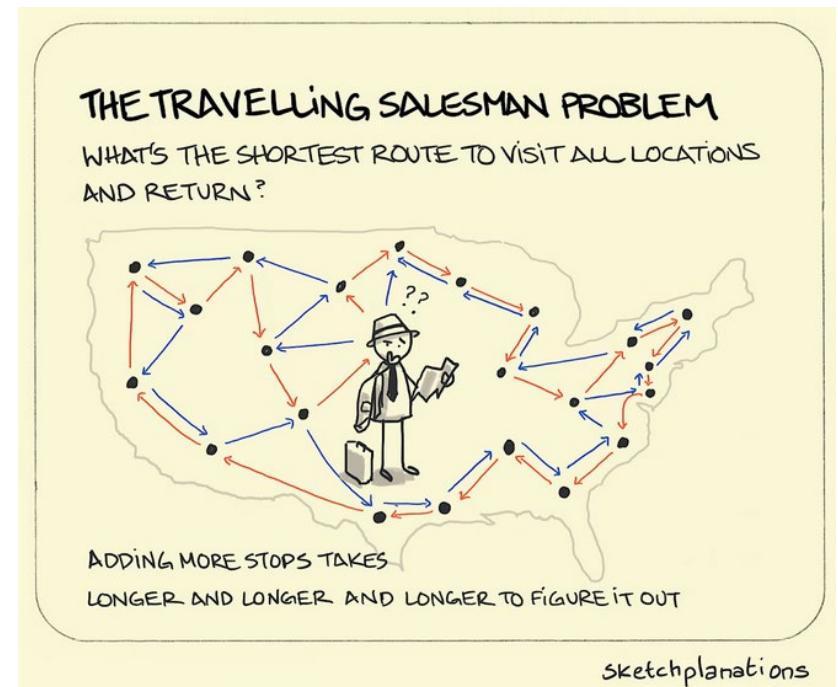 THE TRAVELLING SALESMAN PROBLEM
WHAT'S THE SHORTEST ROUTE TO VISIT ALL LOCATIONS
AND RETURN?
??
ADDING MORE STOPS TAKES
LONGER AND LONGER AND LONGER TO FIGURE IT OUT
sketchplanations